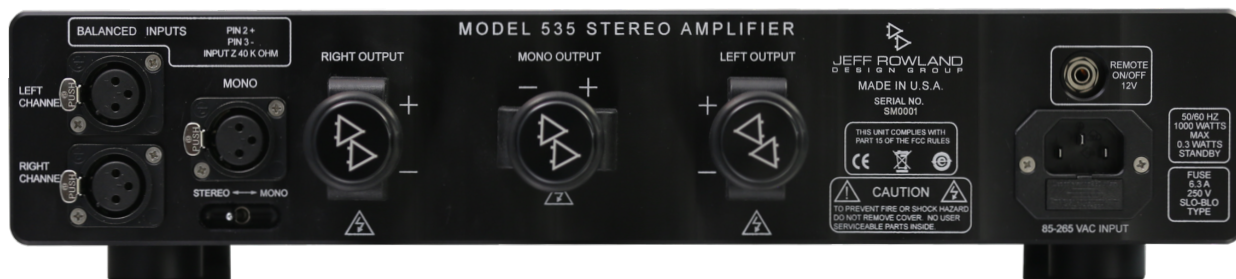 MODEL 535 STEREO AMPLIFIER
BALANCED INPUTS
PIN 2 +
PIN 3 -
INPUT Z 40 K OHM
LEFT
CHANNEL
PUSH
RIGHT
CHANNEL
PUSH
MONO
PUSH
STEREO ⟷ MONO
RIGHT OUTPUT
+
−
MONO OUTPUT
− +
LEFT OUTPUT
+
−
JEFF ROWLAND
DESIGN GROUP
MADE IN U.S.A.
SERIAL NO.
SM0001
THIS UNIT COMPLIES WITH
PART 15 OF THE FCC RULES
CE
CAUTION
TO PREVENT FIRE OR SHOCK HAZARD
DO NOT REMOVE COVER. NO USER
SERVICEABLE PARTS INSIDE.
REMOTE
ON/OFF
12V
85-265 VAC INPUT
50/60 HZ
1000 WATTS
MAX
0.3 WATTS
STANDBY
FUSE
6.3 A
250 V
SLO-BLO
TYPE